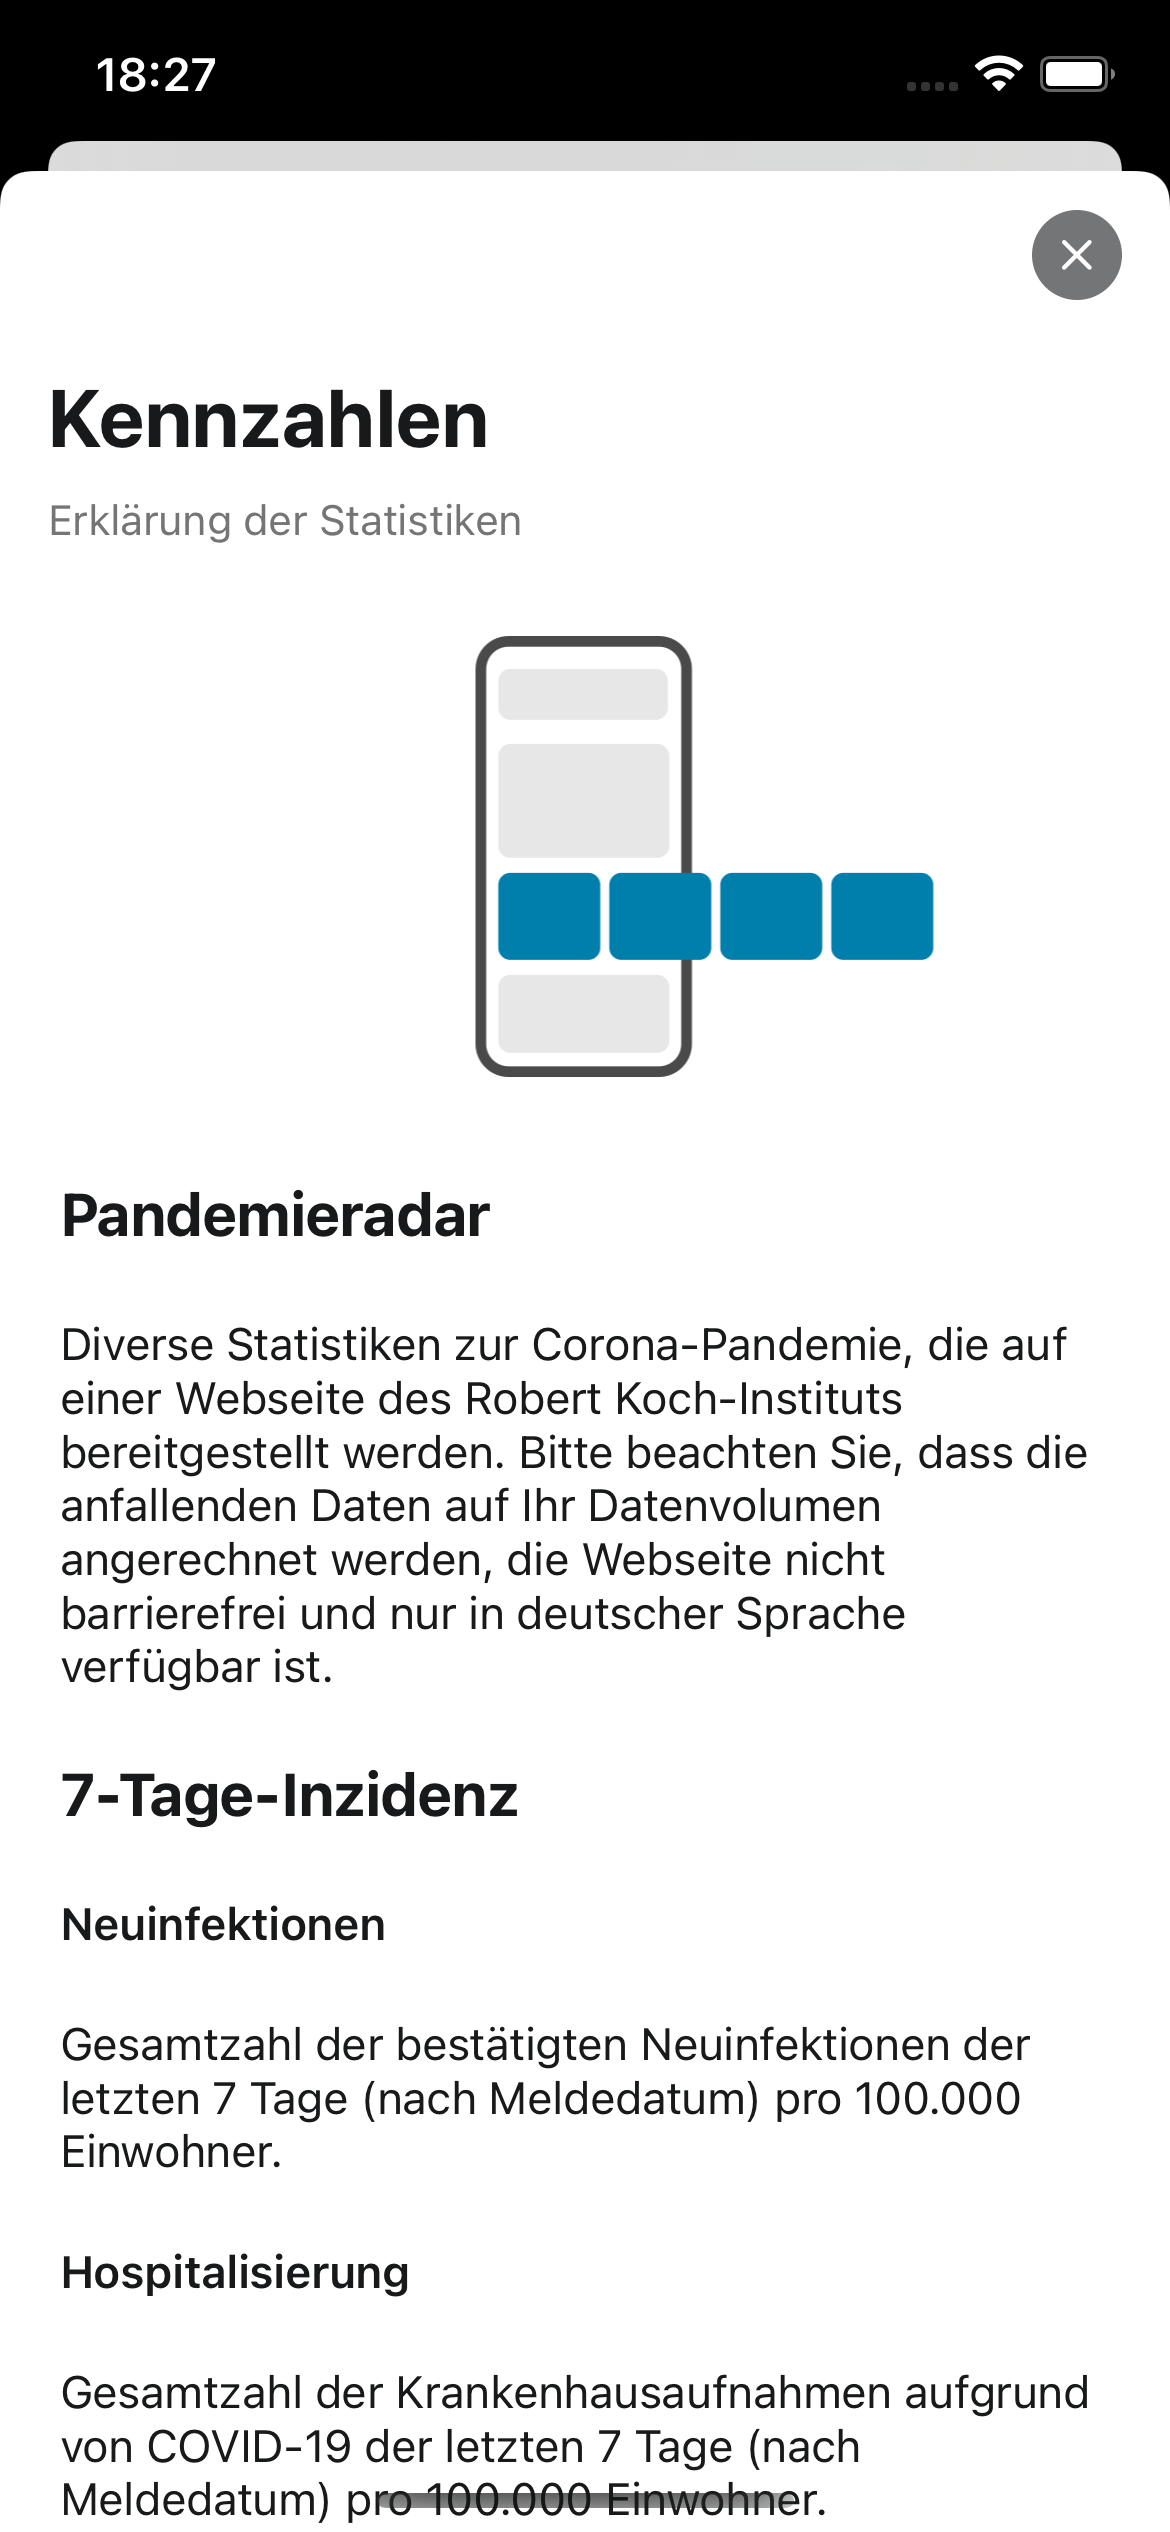 18:27
Kennzahlen
Erklärung der Statistiken
Pandemieradar
Diverse Statistiken zur Corona-Pandemie, die auf
einer Webseite des Robert Koch-Instituts
bereitgestellt werden. Bitte beachten Sie, dass die
anfallenden Daten auf Ihr Datenvolumen
angerechnet werden, die Webseite nicht
barrierefrei und nur in deutscher Sprache
verfügbar ist.
7-Tage-Inzidenz
Neuinfektionen
Gesamtzahl der bestätigten Neuinfektionen der
letzten 7 Tage (nach Meldedatum) pro 100.000
Einwohner.
Hospitalisierung
Gesamtzahl der Krankenhausaufnahmen aufgrund
von COVID-19 der letzten 7 Tage (nach
Meldedatum) pro 100.000 Einwohner.